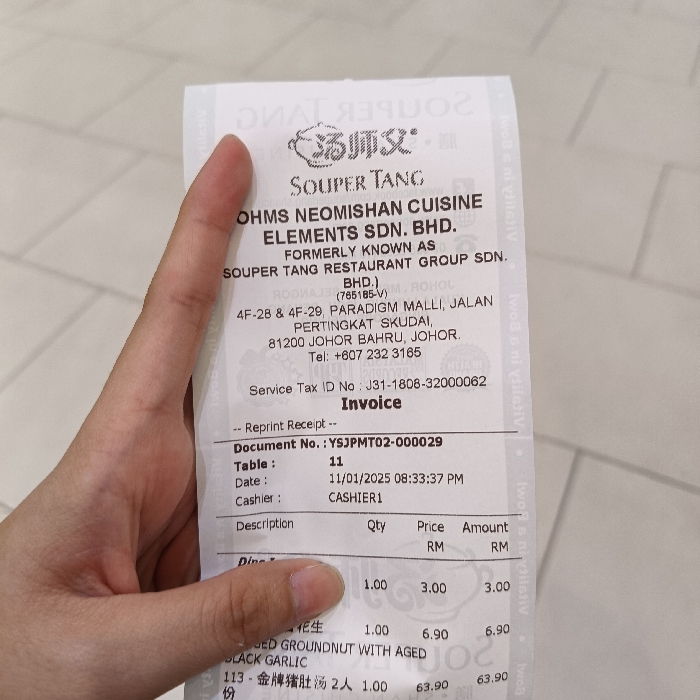 汤师父
SOUPER TANG
OHMS NEOMISHAN CUISINE
ELEMENTS SDN. BHD.
FORMERLY KNOWN AS
SOUPER TANG RESTAURANT GROUP SDN.
BHD.)
(765185-V)
4F-28 & 4F-29, PARADIGM MALLI, JALAN
PERTINGKAT SKUDAI,
81200 JOHOR BAHRU, JOHOR.
Tel: +607 232 3165
Service Tax ID No : J31-1808-32000062
Invoice
-- Reprint Receipt --
Document No. : YSJPMT02-000029
Table : 11
Date : 11/01/2025 08:33:37 PM
Cashier : CASHIER1
Description Qty Price Amount
RM RM
1.00 3.00 3.00
花生 1.00 6.90 6.90
GROUNDNUT WITH AGED
BLACK GARLIC
113 - 金牌猪肚汤 2人 1.00 63.90 63.90
份